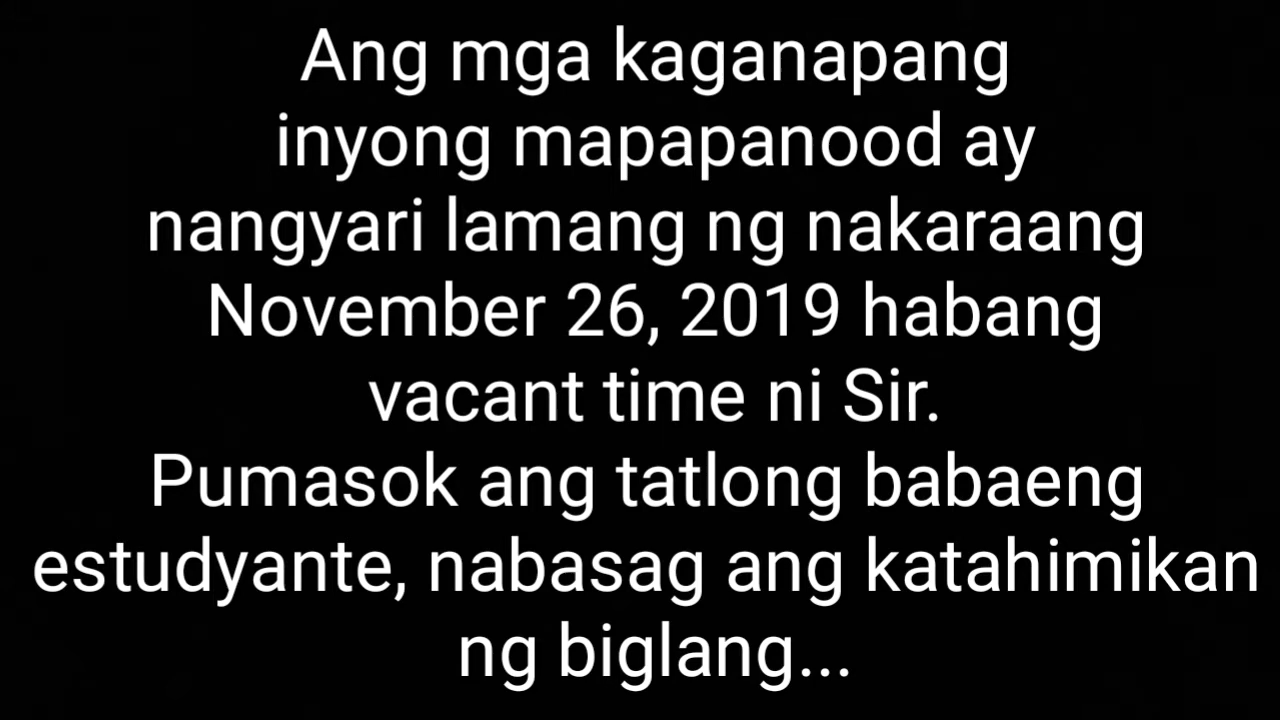 Ang mga kaganapang
inyong mapapanood ay
nangyari lamang ng nakaraang
November 26, 2019 habang
vacant time ni Sir.
Pumasok ang tatlong babaeng
estudyante, nabasag ang katahimikan
ng biglang...